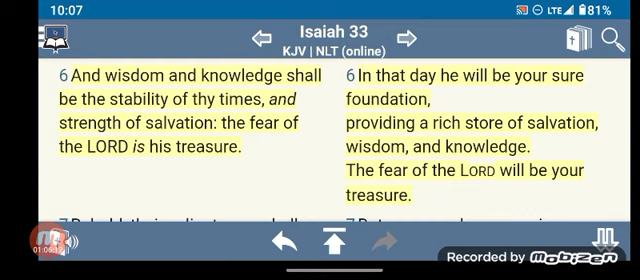 10:07
LTE 81%
Isaiah 33
KJV | NLT (online)
6 And wisdom and knowledge shall
be the stability of thy times, and
strength of salvation: the fear of
the LORD is his treasure.
6 In that day he will be your sure
foundation,
providing a rich store of salvation,
wisdom, and knowledge.
The fear of the LORD will be your
treasure.
Recorded by
MOBIZEN